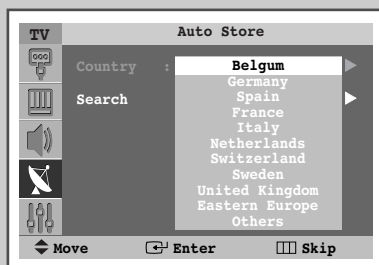 TV Auto Store
Country : Belgum
Germany
Search Spain
France
Italy
Netherlands
Switzerland
Sweden
United Kingdom
Eastern Europe
Others
Move Enter Skip